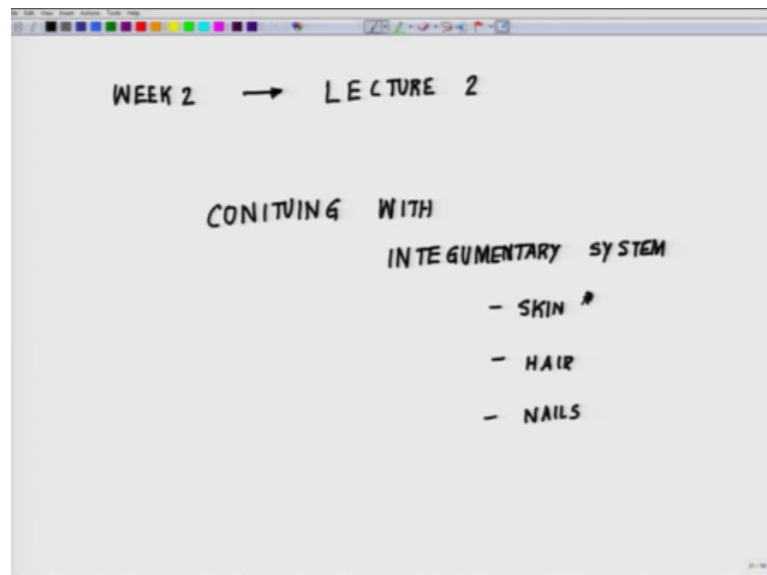 WEEK 2 → LECTURE 2
CONITUING WITH
INTEGUMENTARY SYSTEM
- SKIN *
- HAIR
- NAILS